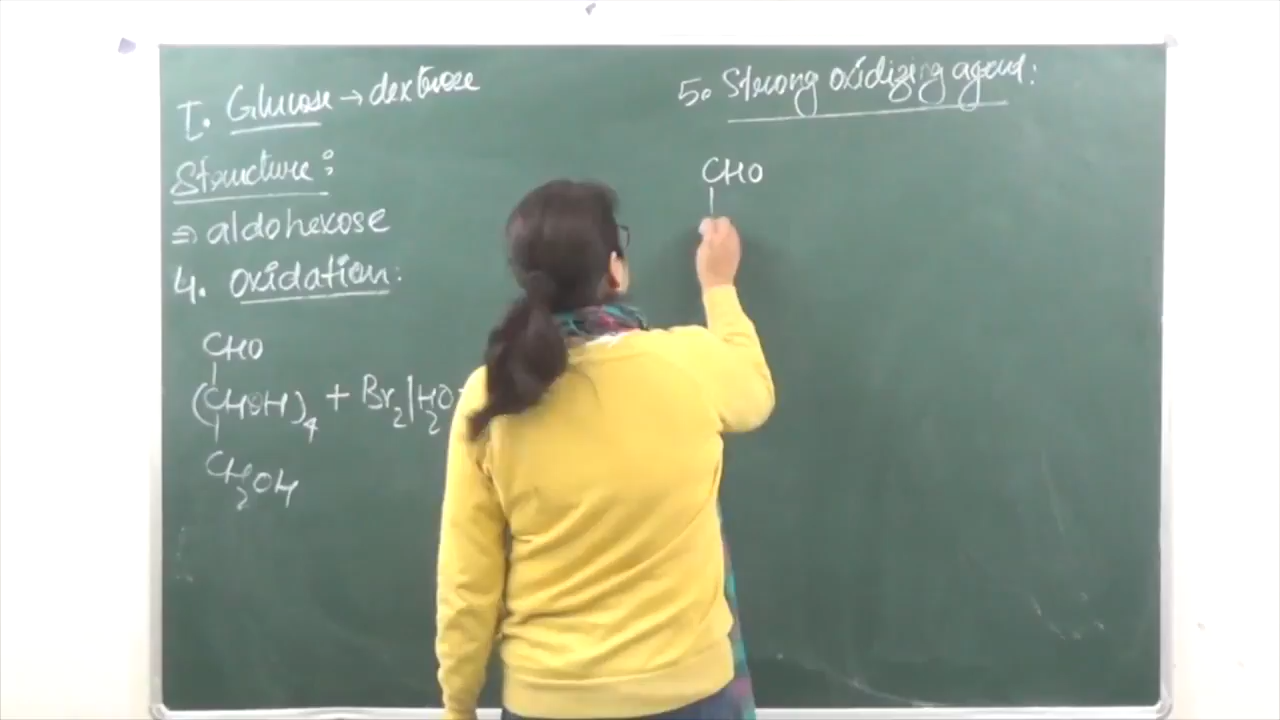 I. Glucose → dextrose
Structure:
⇒ aldohexose
4. Oxidation:
CHO
|
(CHOH)4 + Br2|H2O
|
CH2OH
5. Strong oxidizing agent:
CHO
|